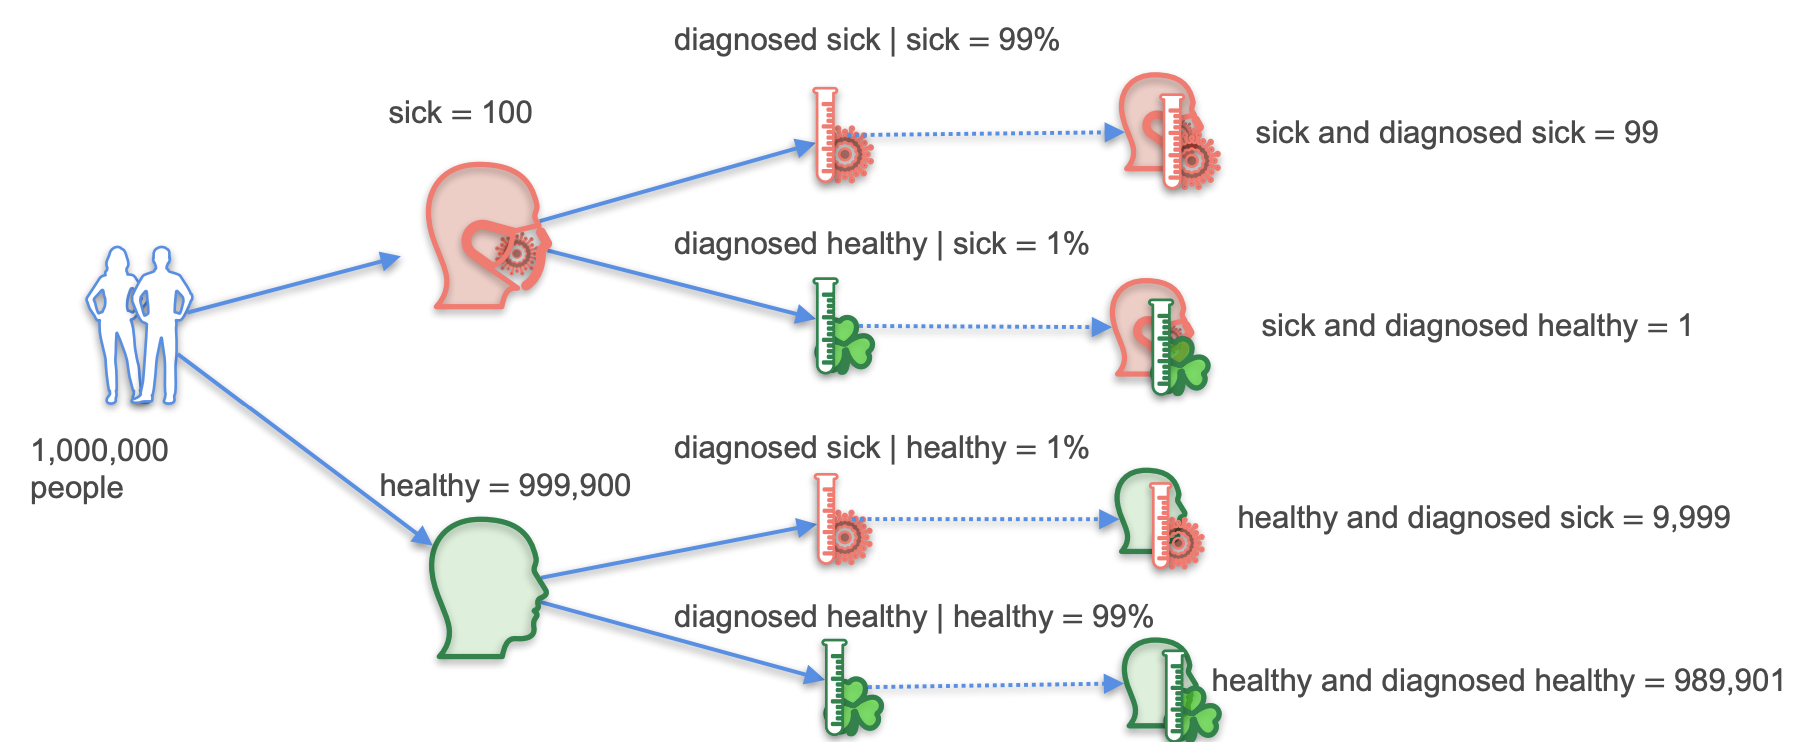 diagnosed sick | sick = 99%
sick = 100
sick and diagnosed sick = 99
diagnosed healthy | sick = 1%
sick and diagnosed healthy = 1
1,000,000
people
diagnosed sick | healthy = 1%
healthy = 999,900
healthy and diagnosed sick = 9,999
diagnosed healthy | healthy = 99%
healthy and diagnosed healthy = 989,901